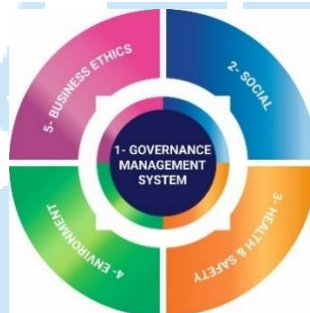 1- GOVERNANCE
MANAGEMENT
SYSTEM
2- SOCIAL
3- HEALTH & SAFETY
4- ENVIRONMENT
5- BUSINESS ETHICS